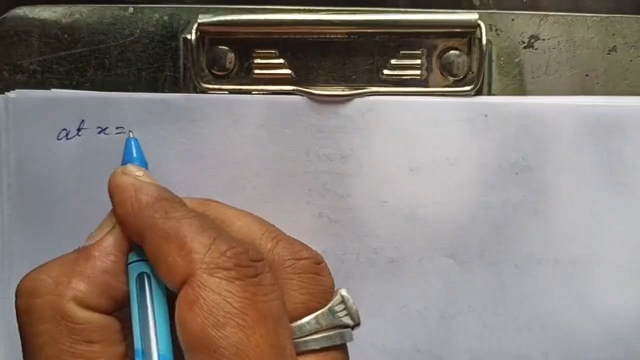 at x=